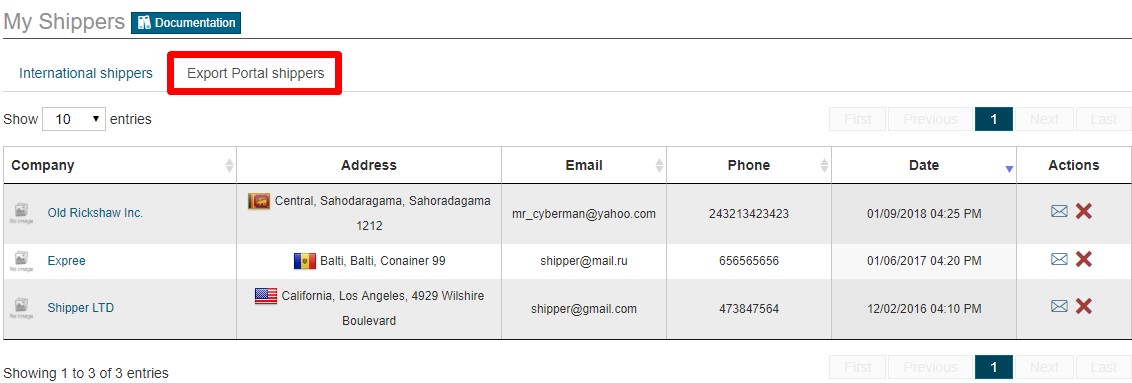 My Shippers Documentation
International shippers Export Portal shippers
Show 10 entries First Previous 1 Next Last
Company Address Email Phone Date Actions
No image Old Rickshaw Inc. Central, Sahodaragama, Sahoradagama mr_cyberman@yahoo.com 243213423423 01/09/2018 04:25 PM
1212
No image Expree Balti, Balti, Conainer 99 shipper@mail.ru 656565656 01/06/2017 04:20 PM
No image Shipper LTD California, Los Angeles, 4929 Wilshire shipper@gmail.com 473847564 12/02/2016 04:10 PM
Boulevard
Showing 1 to 3 of 3 entries First Previous 1 Next Last